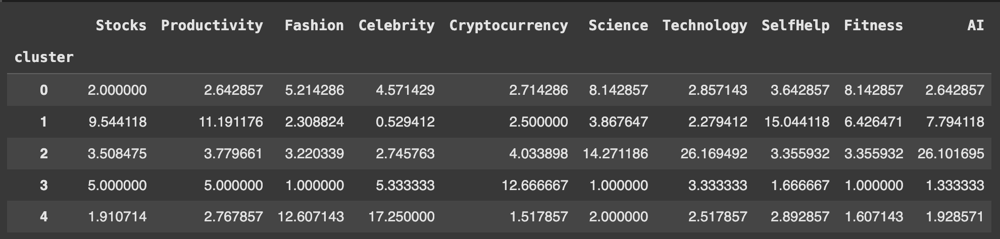 Stocks Productivity Fashion Celebrity Cryptocurrency Science Technology SelfHelp Fitness AI
cluster
0 2.000000 2.642857 5.214286 4.571429 2.714286 8.142857 2.857143 3.642857 8.142857 2.642857
1 9.544118 11.191176 2.308824 0.529412 2.500000 3.867647 2.279412 15.044118 6.426471 7.794118
2 3.508475 3.779661 3.220339 2.745763 4.033898 14.271186 26.169492 3.355932 3.355932 26.101695
3 5.000000 5.000000 1.000000 5.333333 12.666667 1.000000 3.333333 1.666667 1.000000 1.333333
4 1.910714 2.767857 12.607143 17.250000 1.517857 2.000000 2.517857 2.892857 1.607143 1.928571